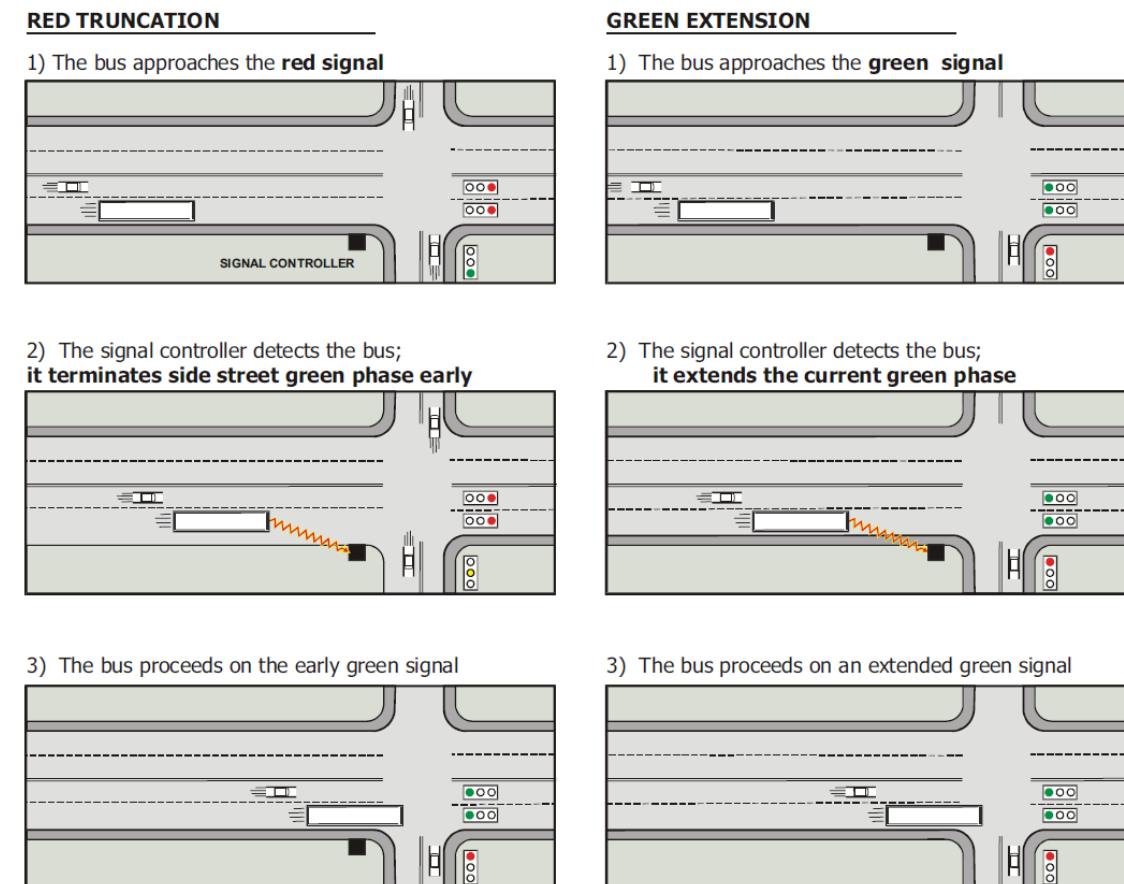 RED TRUNCATION
1) The bus approaches the red signal
SIGNAL CONTROLLER
2) The signal controller detects the bus;
it terminates side street green phase early
3) The bus proceeds on the early green signal
GREEN EXTENSION
1) The bus approaches the green signal
2) The signal controller detects the bus;
it extends the current green phase
3) The bus proceeds on an extended green signal